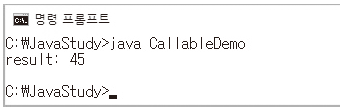 명령 프롬프트
C:₩JavaStudy>java CallableDemo
result: 45
C:₩JavaStudy>